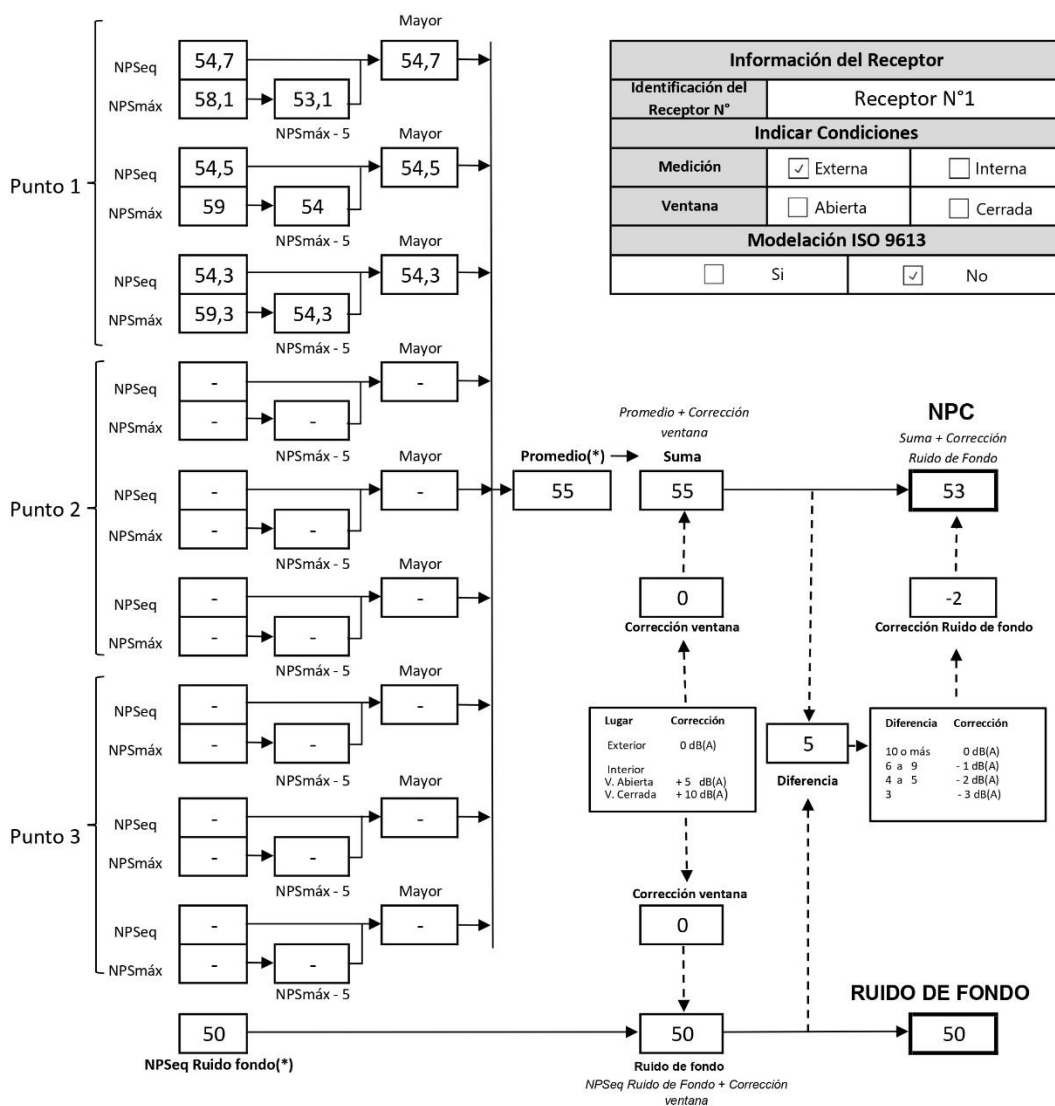 Mayor
NPSeq 54,7 54,7
NPSmáx 58,1 53,1
NPSmáx - 5
Mayor
Punto 1
NPSeq 54,5 54,5
NPSmáx 59 54
NPSmáx - 5
Mayor
NPSeq 54,3 54,3
NPSmáx 59,3 54,3
NPSmáx - 5
Información del Receptor
Identificación del Receptor N° Receptor N°1
Indicar Condiciones
Medición ✓ Externa Interna
Ventana Abierta Cerrada
Modelación ISO 9613
Si ✓ No
Mayor
NPSeq - -
NPSmáx - -
NPSmáx - 5
Mayor
Punto 2
NPSeq - -
NPSmáx - -
NPSmáx - 5
Mayor
NPSeq - -
NPSmáx - -
NPSmáx - 5
Promedio(*)
55
Promedio + Corrección
ventana
Suma
55
NPC
Suma + Corrección
Ruido de Fondo
53
0
Corrección ventana
-2
Corrección Ruido de fondo
Mayor
NPSeq - -
NPSmáx - -
NPSmáx - 5
Mayor
Punto 3
NPSeq - -
NPSmáx - -
NPSmáx - 5
Mayor
NPSeq - -
NPSmáx - -
NPSmáx - 5
Lugar Corrección
Exterior 0 dB(A)
Interior
V. Abierta + 5 dB(A)
V. Cerrada + 10 dB(A)
5
Diferencia
Diferencia Corrección
10 o más 0 dB(A)
6 a 9 - 1 dB(A)
4 a 5 - 2 dB(A)
3 - 3 dB(A)
Corrección ventana
0
50
NPSeq Ruido fondo(*)
50
Ruido de fondo
NPSeq Ruido de Fondo + Corrección
ventana
RUIDO DE FONDO
50